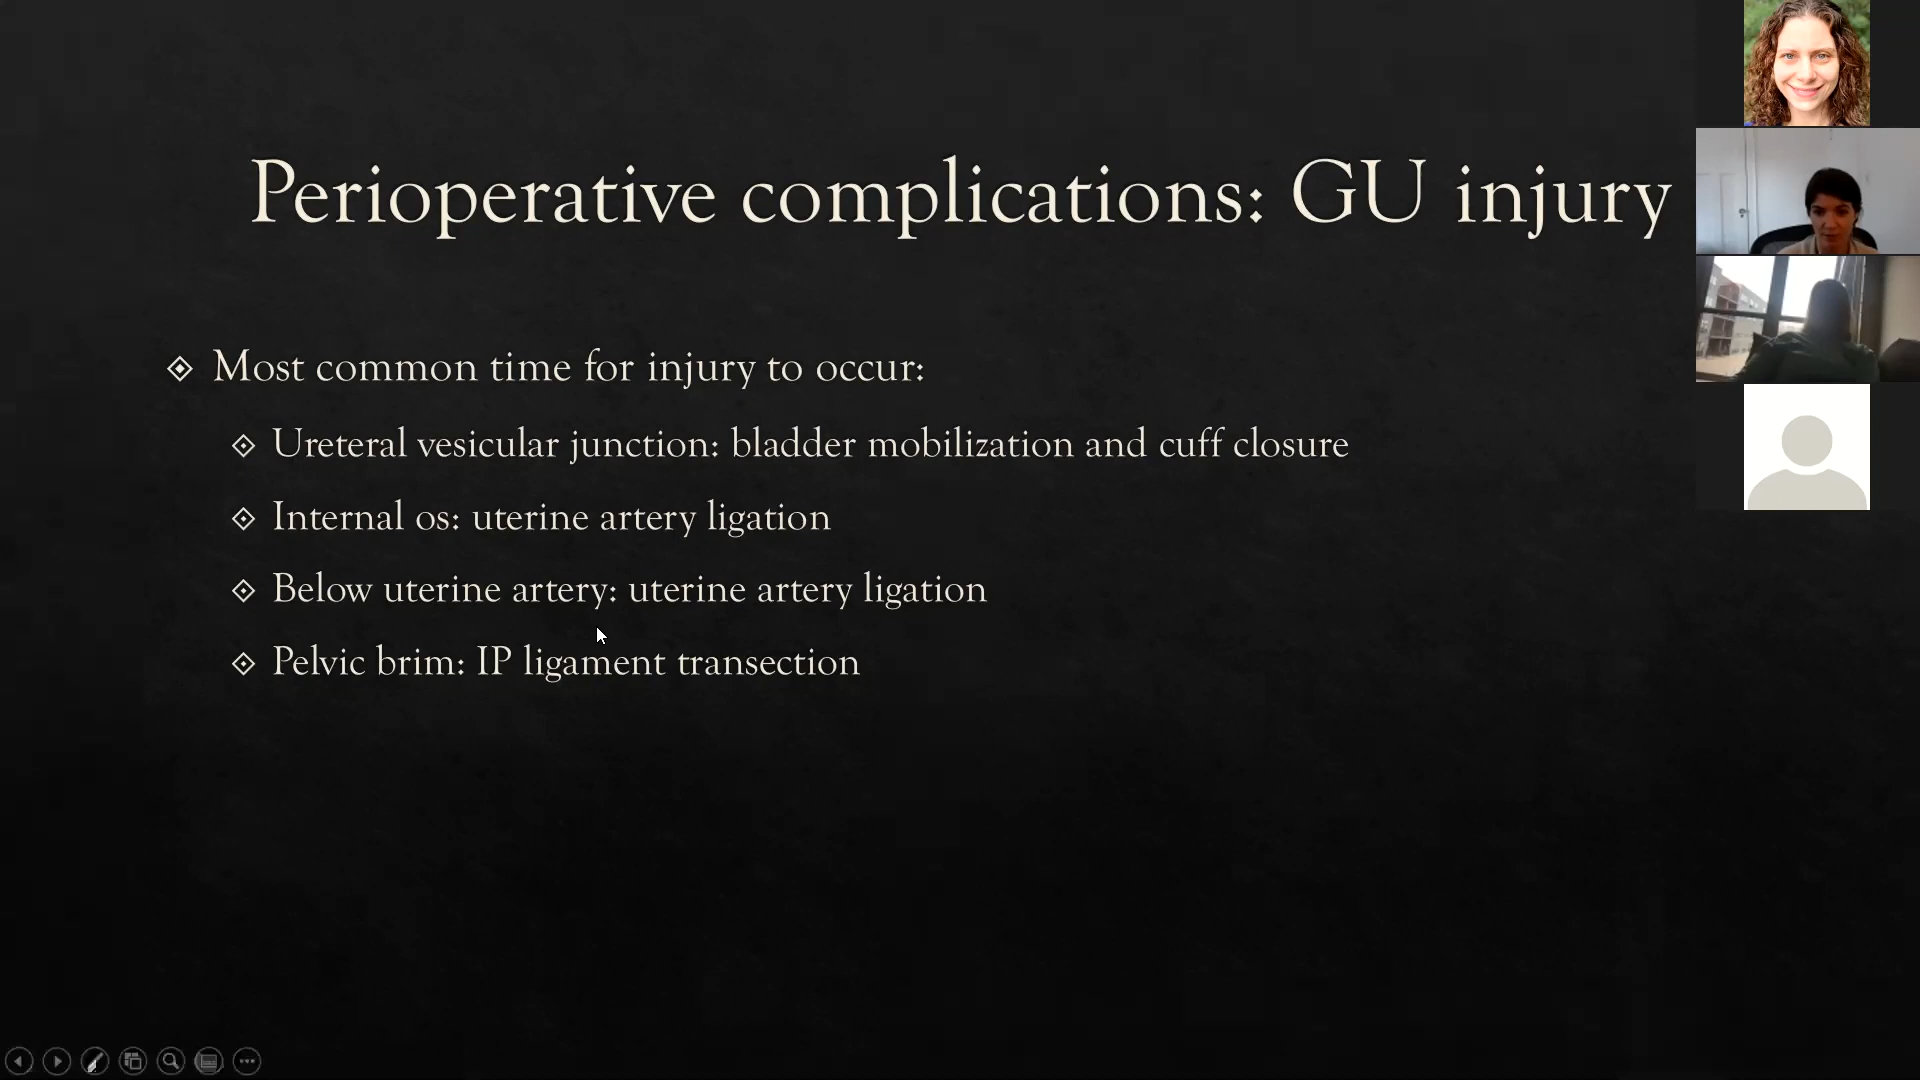 Perioperative complications: GU injury
Most common time for injury to occur:
Ureteral vesicular junction: bladder mobilization and cuff closure
Internal os: uterine artery ligation
Below uterine artery: uterine artery ligation
Pelvic brim: IP ligament transection